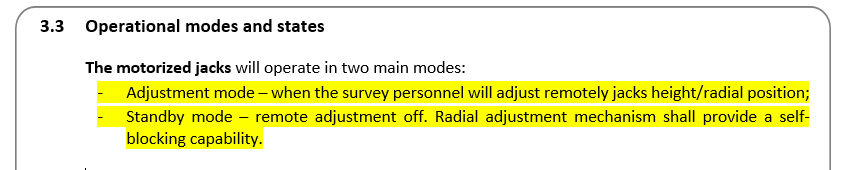 3.3 Operational modes and states
The motorized jacks will operate in two main modes:
- Adjustment mode – when the survey personnel will adjust remotely jacks height/radial position;
- Standby mode – remote adjustment off. Radial adjustment mechanism shall provide a self-
blocking capability.